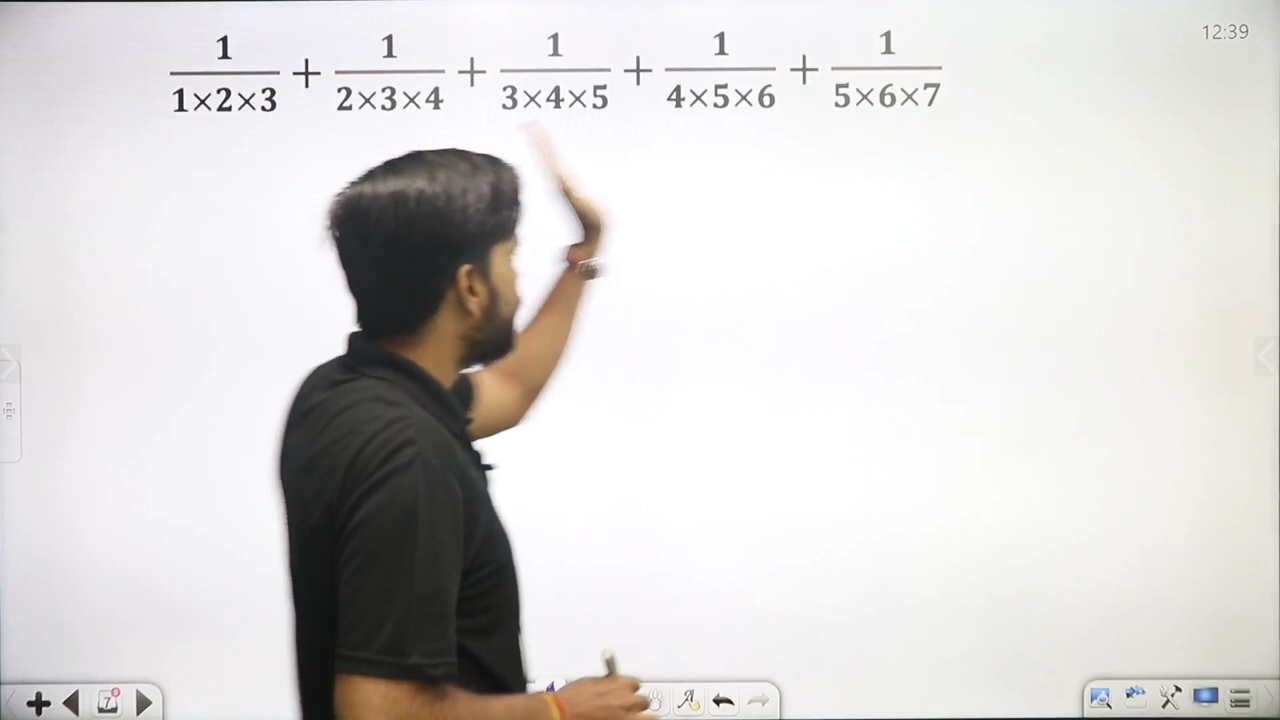 12:39
1/(1×2×3) + 1/(2×3×4) + 1/(3×4×5) + 1/(4×5×6) + 1/(5×6×7)
7